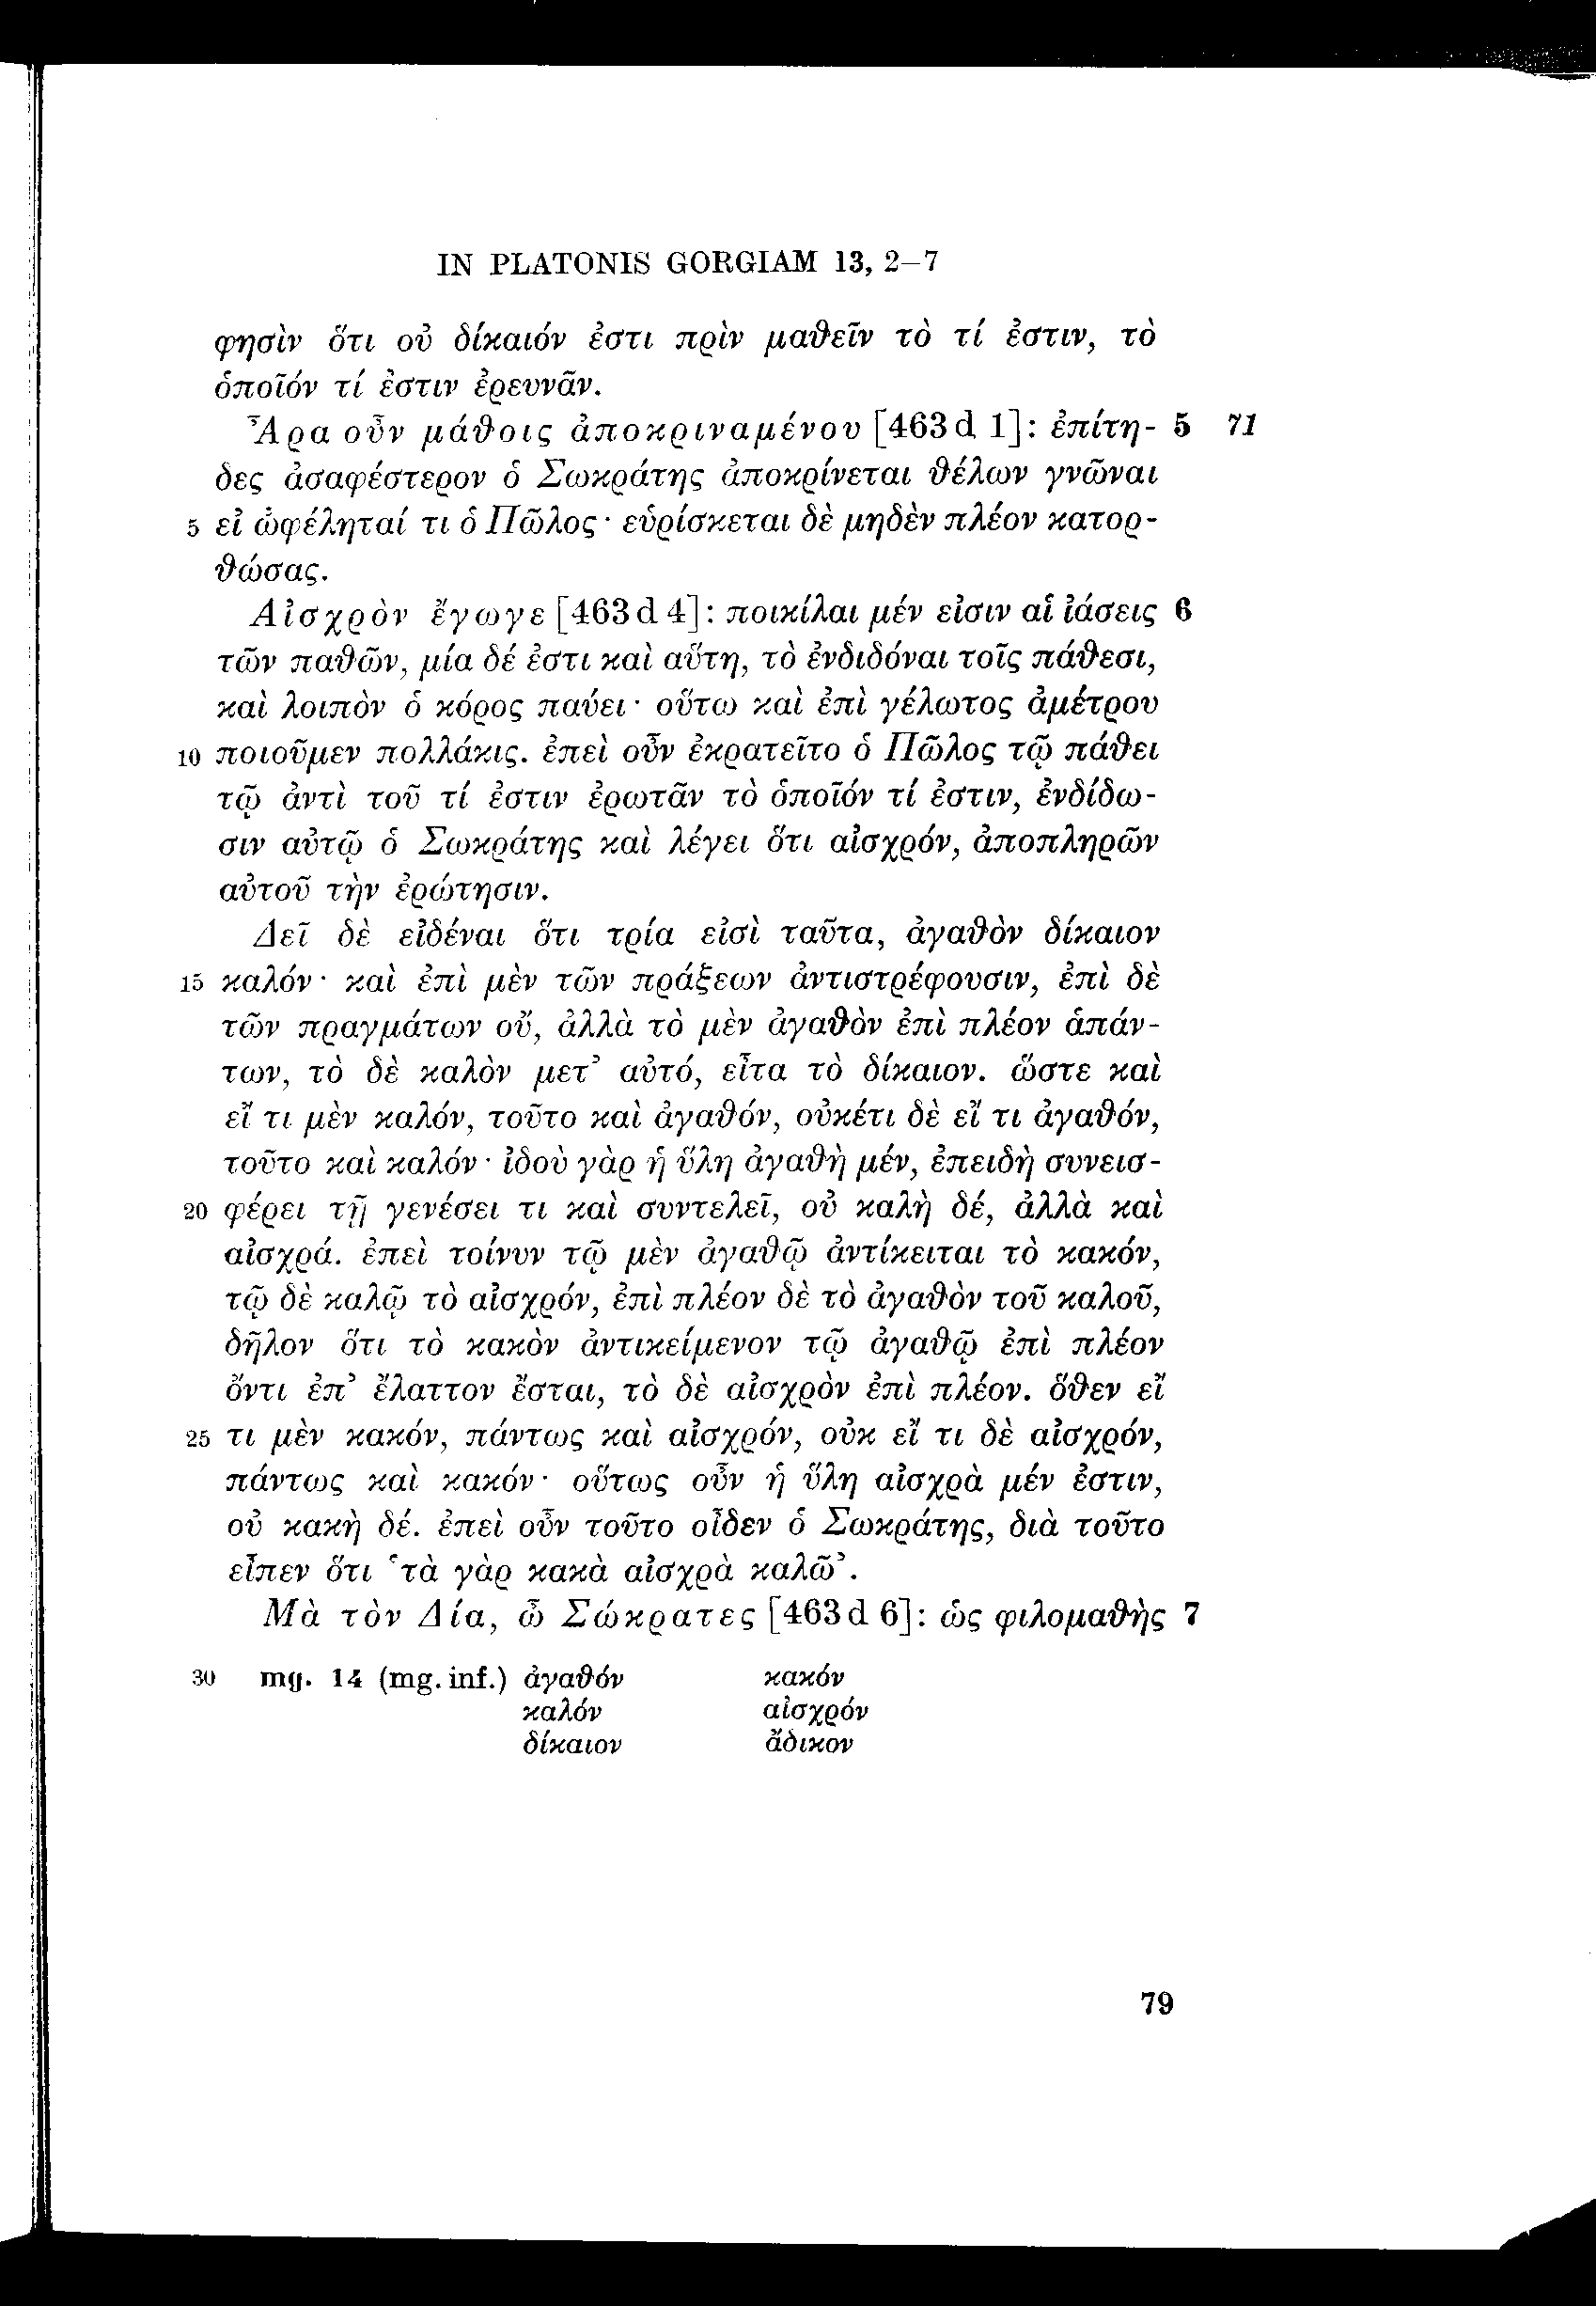 IN PLATONIS GORGIAM 13, 2–7
φησὶν ὅτι οὐ δίκαιόν ἐστι πρὶν μαθεῖν τὸ τί ἐστιν, τὸ
ὁποῖόν τί ἐστιν ἐρευνᾶν.
Ἆρα οὖν μάθοις ἀποκριναμένου [463d 1]: ἐπίτη- 5 71
δες ἀσαφέστερον ὁ Σωκράτης ἀποκρίνεται θέλων γνῶναι
5 εἰ ὠφέληταί τι ὁ Πῶλος· εὑρίσκεται δὲ μηδὲν πλέον κατορ-
θώσας.
Αἰσχρὸν ἔγωγε [463d 4]: ποικίλαι μέν εἰσιν αἱ ἰάσεις 6
τῶν παθῶν, μία δέ ἐστι καὶ αὕτη, τὸ ἐνδιδόναι τοῖς πάθεσι,
καὶ λοιπὸν ὁ κόρος παύει· οὕτω καὶ ἐπὶ γέλωτος ἀμέτρου
10 ποιοῦμεν πολλάκις. ἐπεὶ οὖν ἐκρατεῖτο ὁ Πῶλος τῷ πάθει
τῷ ἀντὶ τοῦ τί ἐστιν ἐρωτᾶν τὸ ὁποῖόν τί ἐστιν, ἐνδίδω-
σιν αὐτῷ ὁ Σωκράτης καὶ λέγει ὅτι αἰσχρόν, ἀποπληρῶν
αὐτοῦ τὴν ἐρώτησιν.
Δεῖ δὲ εἰδέναι ὅτι τρία εἰσὶ ταῦτα, ἀγαθὸν δίκαιον
15 καλόν· καὶ ἐπὶ μὲν τῶν πράξεων ἀντιστρέφουσιν, ἐπὶ δὲ
τῶν πραγμάτων οὔ, ἀλλὰ τὸ μὲν ἀγαθὸν ἐπὶ πλέον ἁπάν-
των, τὸ δὲ καλὸν μετ’ αὐτό, εἶτα τὸ δίκαιον. ὥστε καὶ
εἴ τι μὲν καλόν, τοῦτο καὶ ἀγαθόν, οὐκέτι δὲ εἴ τι ἀγαθόν,
τοῦτο καὶ καλόν· ἰδοὺ γὰρ ἡ ὕλη ἀγαθὴ μέν, ἐπειδὴ συνεισ-
20 φέρει τῇ γενέσει τι καὶ συντελεῖ, οὐ καλὴ δέ, ἀλλὰ καὶ
αἰσχρά. ἐπεὶ τοίνυν τῷ μὲν ἀγαθῷ ἀντίκειται τὸ κακόν,
τῷ δὲ καλῷ τὸ αἰσχρόν, ἐπὶ πλέον δὲ τὸ ἀγαθὸν τοῦ καλοῦ,
δῆλον ὅτι τὸ κακὸν ἀντικείμενον τῷ ἀγαθῷ ἐπὶ πλέον
ὄντι ἐπ’ ἔλαττον ἔσται, τὸ δὲ αἰσχρὸν ἐπὶ πλέον. ὅθεν εἴ
25 τι μὲν κακόν, πάντως καὶ αἰσχρόν, οὐκ εἴ τι δὲ αἰσχρόν,
πάντως καὶ κακόν· οὕτως οὖν ἡ ὕλη αἰσχρὰ μέν ἐστιν,
οὐ κακὴ δέ. ἐπεὶ οὖν τοῦτο οἶδεν ὁ Σωκράτης, διὰ τοῦτο
εἶπεν ὅτι ‘τὰ γὰρ κακὰ αἰσχρὰ καλῶ’.
Μὰ τὸν Δία, ὦ Σώκρατες [463d 6]: ὡς φιλομαθὴς 7
30 mg. 14 (mg. inf.) ἀγαθόν κακόν
καλόν αἰσχρόν
δίκαιον ἄδικον
79